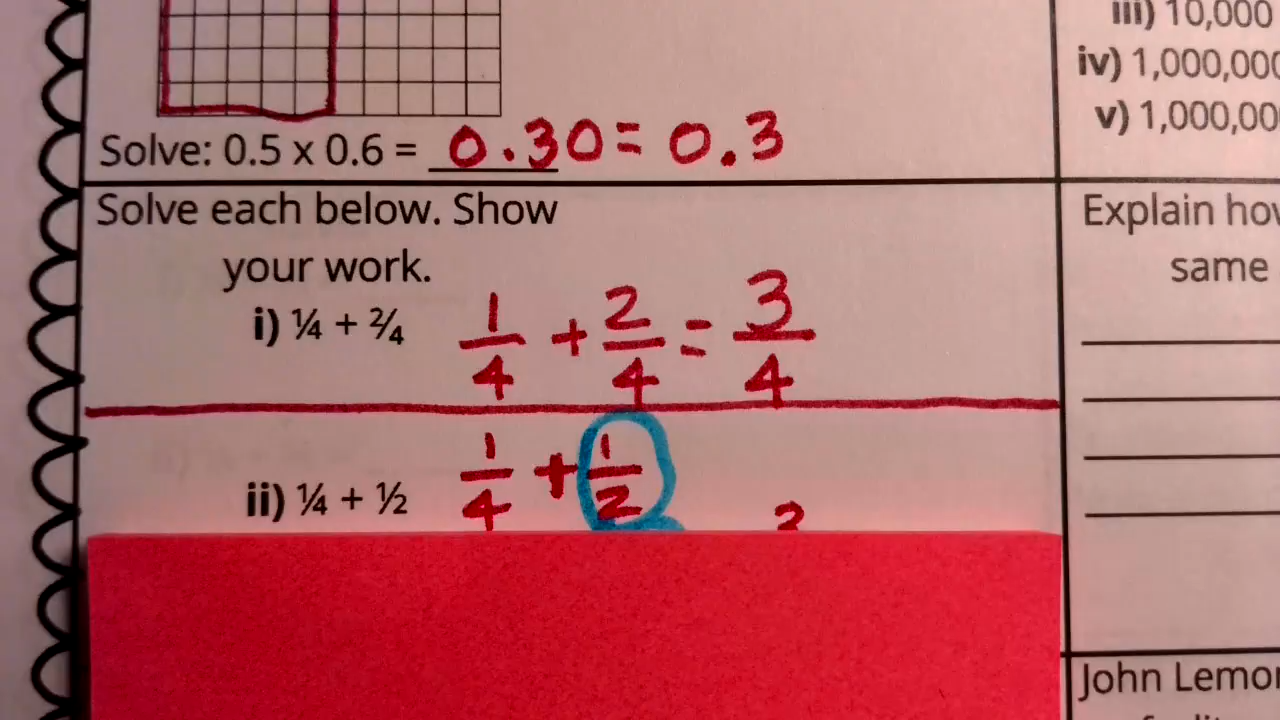 Solve: 0.5 x 0.6 = 0.30 = 0.3
Solve each below. Show
your work.
i) ¼ + 2/4 1/4 + 2/4 = 3/4
ii) ¼ + ½ 1/4 + 1/2
iii) 10,000
iv) 1,000,000
v) 1,000,00
Explain
same
John